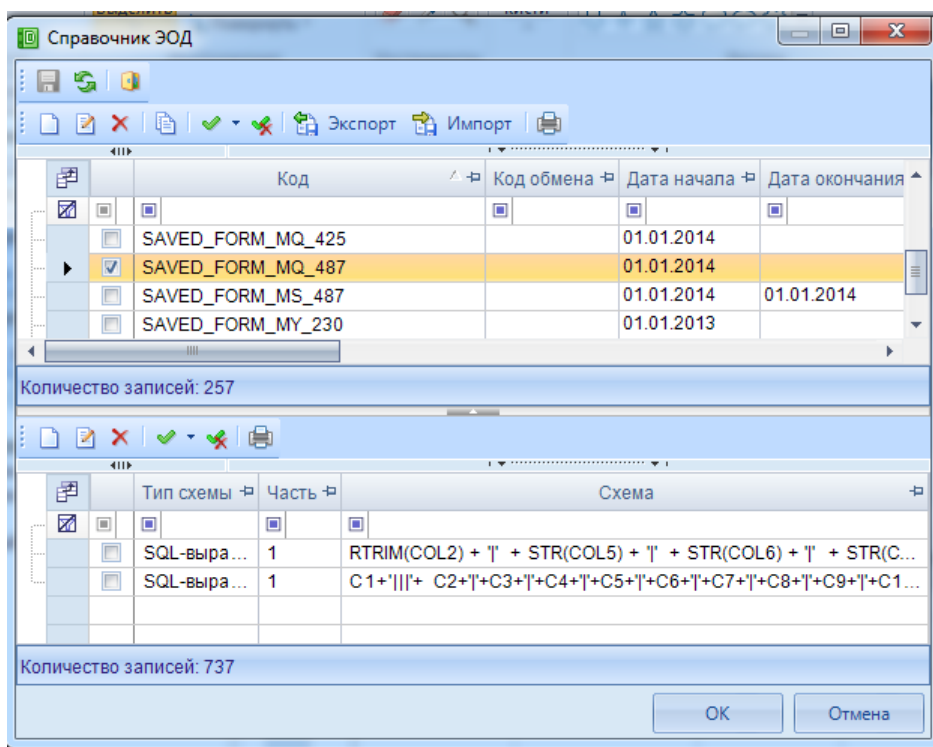 Справочник ЭОД
Экспорт Импорт
Код Код обмена Дата начала Дата окончания
SAVED_FORM_MQ_425 01.01.2014
SAVED_FORM_MQ_487 01.01.2014
SAVED_FORM_MS_487 01.01.2014 01.01.2014
SAVED_FORM_MY_230 01.01.2013
Количество записей: 257
Тип схемы Часть Схема
SQL-выра... 1 RTRIM(COL2) + '|' + STR(COL5) + '|' + STR(COL6) + '|' + STR(C...
SQL-выра... 1 C1+'|||'+ C2+'|'+C3+'|'+C4+'|'+C5+'|'+C6+'|'+C7+'|'+C8+'|'+C9+'|'+C1...
Количество записей: 737
OK Отмена